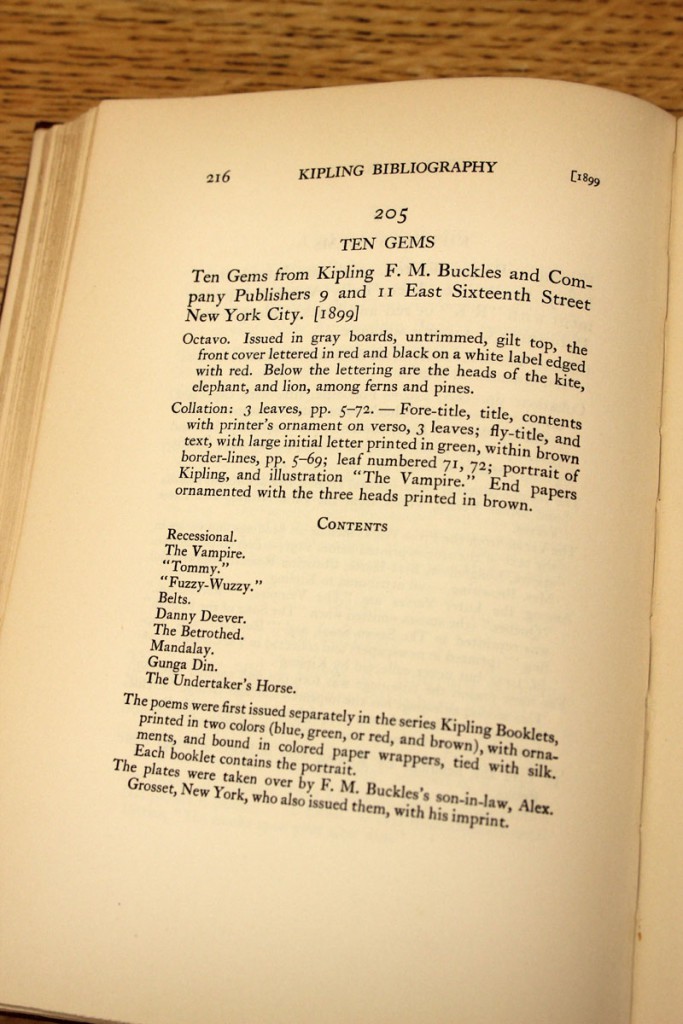 216 KIPLING BIBLIOGRAPHY [1899
205
TEN GEMS
Ten Gems from Kipling F. M. Buckles and Com-
pany Publishers 9 and 11 East Sixteenth Street
New York City. [1899]
Octavo. Issued in gray boards, untrimmed, gilt top, the
front cover lettered in red and black on a white label edged
with red. Below the lettering are the heads of the kite,
elephant, and lion, among ferns and pines.
Collation: 3 leaves, pp. 5–72. — Fore-title, title, contents
with printer's ornament on verso, 3 leaves; fly-title, and
text, with large initial letter printed in green, within brown
border-lines, pp. 5–69; leaf numbered 71, 72; portrait of
Kipling, and illustration "The Vampire." End papers
ornamented with the three heads printed in brown.
CONTENTS
Recessional.
The Vampire.
"Tommy."
"Fuzzy-Wuzzy."
Belts.
Danny Deever.
The Betrothed.
Mandalay.
Gunga Din.
The Undertaker's Horse.
The poems were first issued separately in the series Kipling Booklets,
printed in two colors (blue, green, or red, and brown), with orna-
ments, and bound in colored paper wrappers, tied with silk.
Each booklet contains the portrait.
The plates were taken over by F. M. Buckles's son-in-law, Alex.
Grosset, New York, who also issued them, with his imprint.